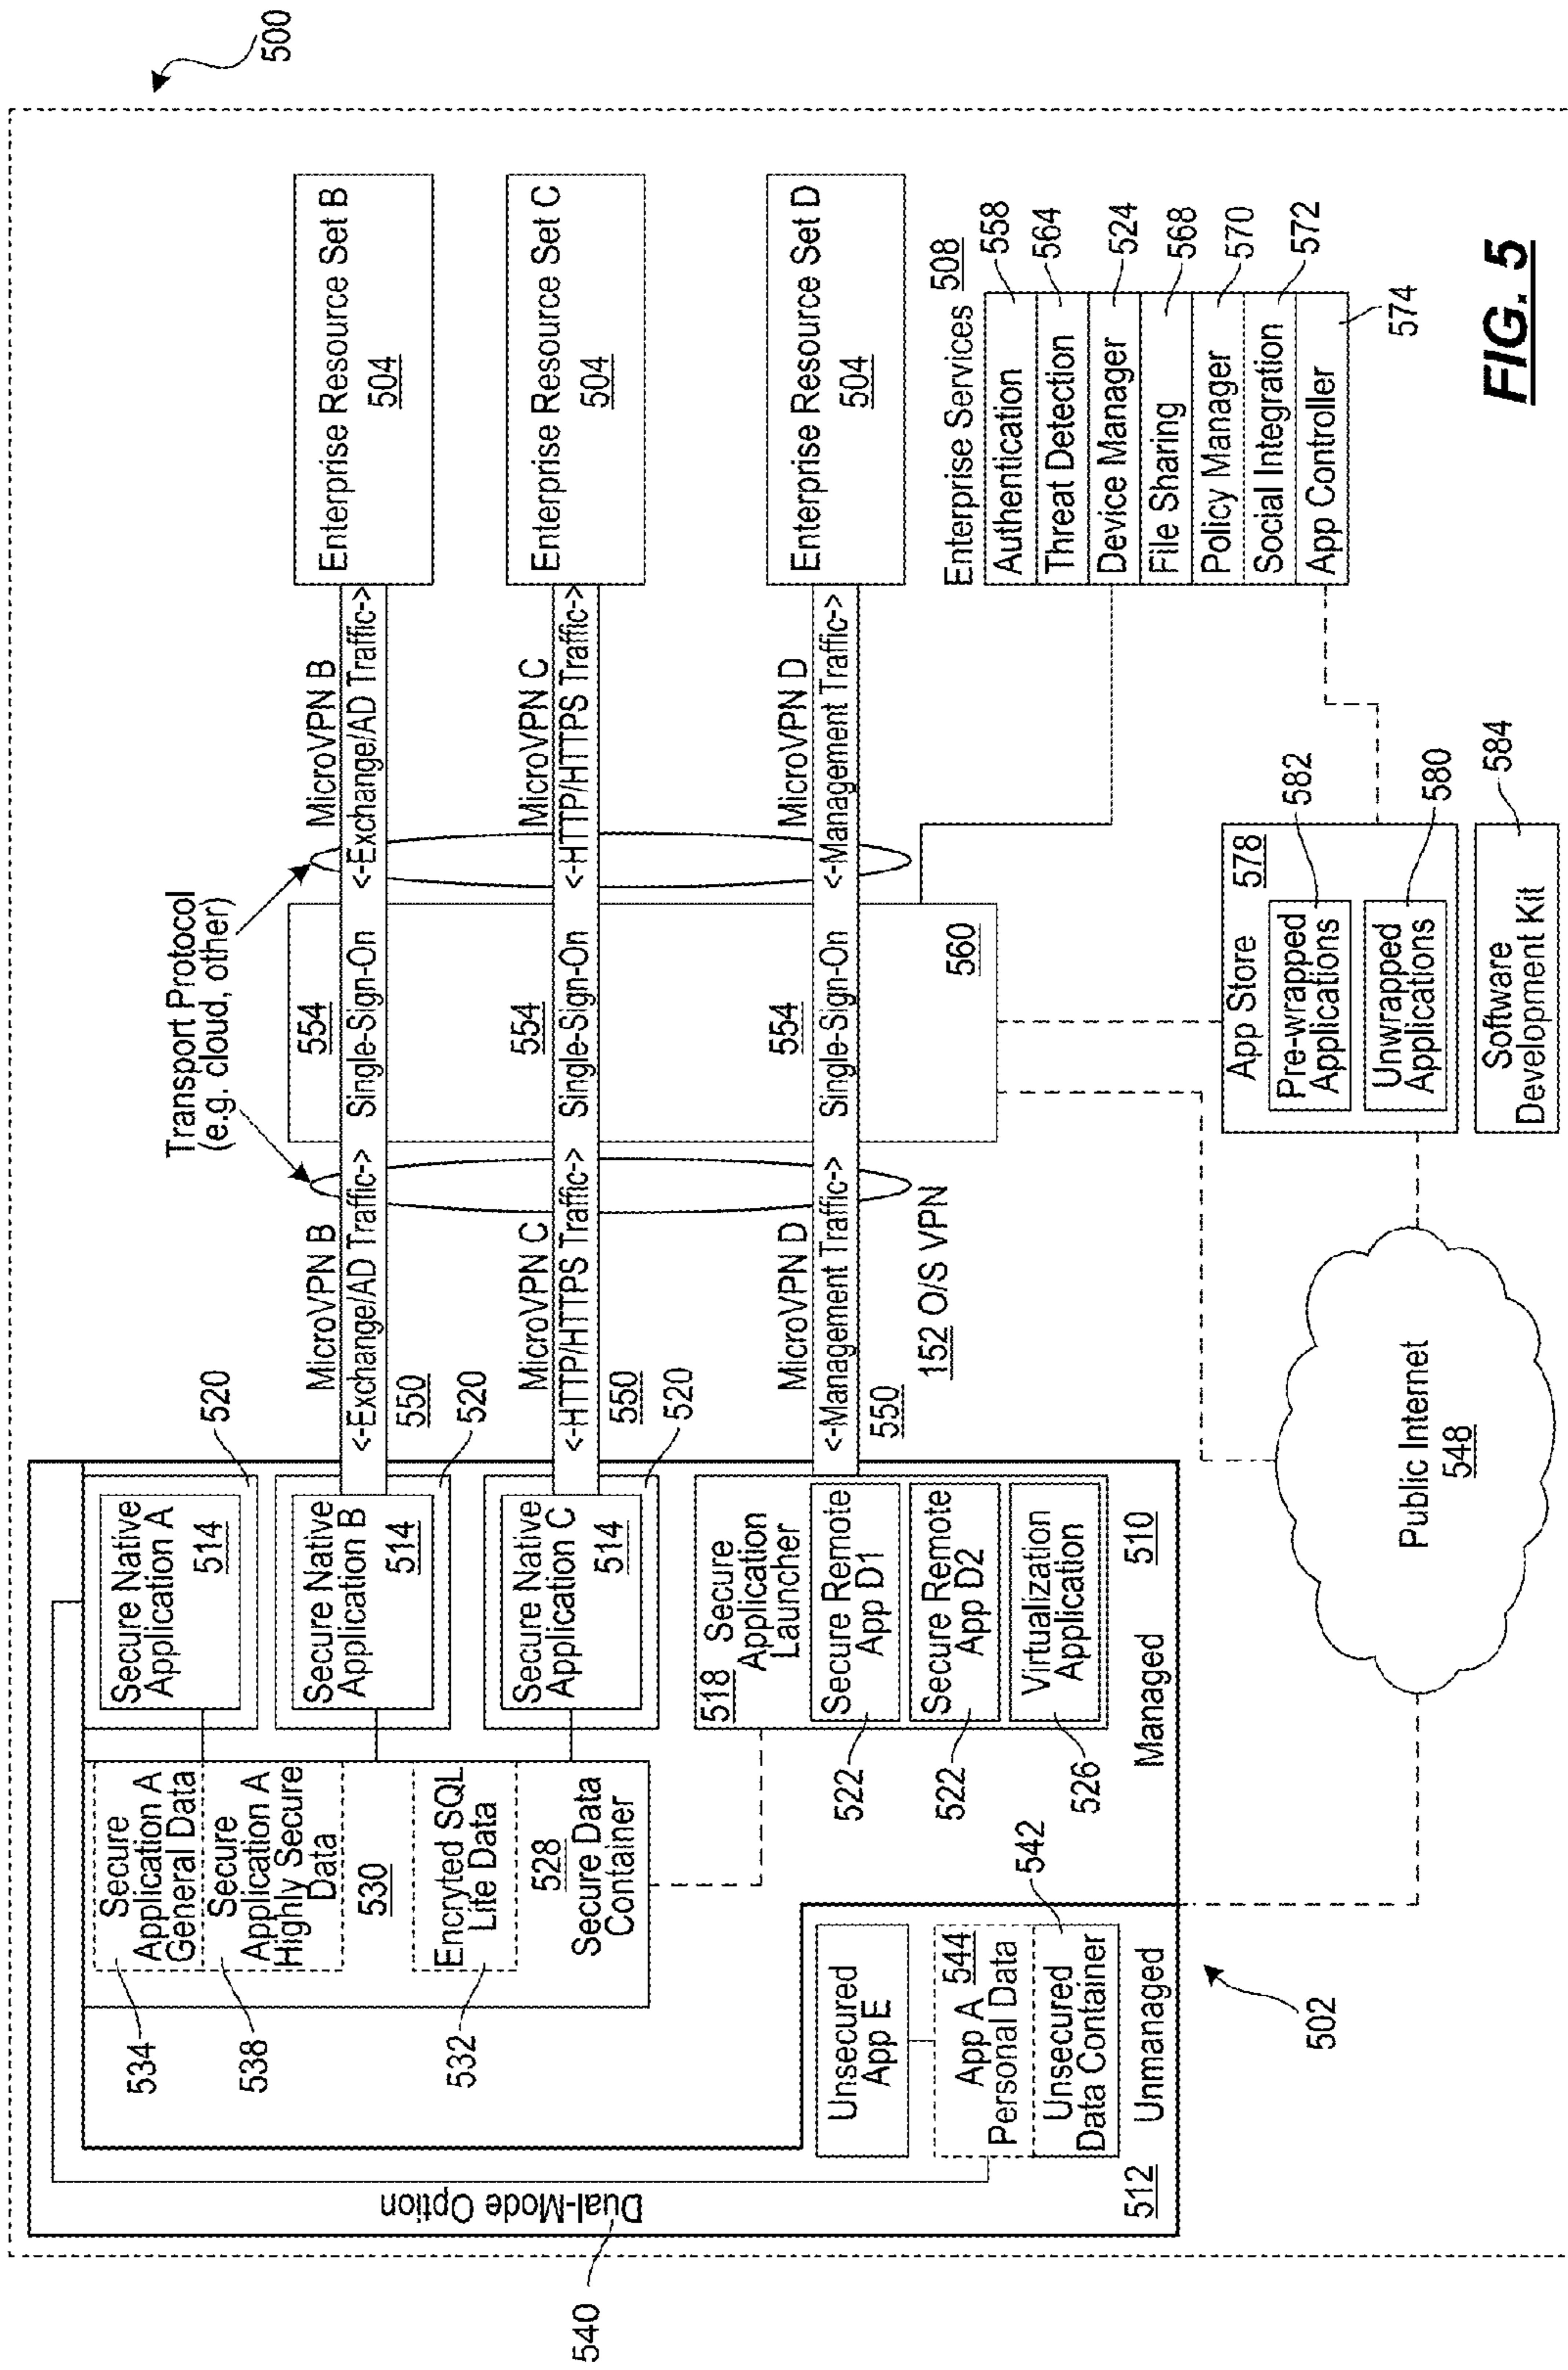 500
540
Dual-Mode Option
534
538
532
Secure
Application A
General Data
Secure
Application A
Highly Secure
Data
530
Encryted SQL
Life Data
528
Secure Data
Container
Secure Native
Application A
514
520
Secure Native
Application B
514
520
Secure Native
Application C
514
520
518 Secure
Application
Launcher
Secure Remote
App D1
522
Secure Remote
App D2
522
Virtualization
Application
526
Managed
510
Unsecured
App E
544
App A
Personal Data
Unsecured
Data Container
542
512
Unmanaged
502
Transport Protocol
(e.g. cloud, other)
MicroVPN B
<-Exchange/AD Traffic->
550
554
Single-Sign-On
MicroVPN B
<-Exchange/AD Traffic->
Enterprise Resource Set B
504
MicroVPN C
<-HTTP/HTTPS Traffic->
550
554
Single-Sign-On
MicroVPN C
<-HTTP/HTTPS Traffic->
Enterprise Resource Set C
504
MicroVPN D
<-Management Traffic->
550
554
Single-Sign-On
MicroVPN D
<-Management Traffic->
Enterprise Resource Set D
504
152 O/S VPN
560
Enterprise Services 508
Authentication
558
Threat Detection
564
Device Manager
524
File Sharing
568
Policy Manager
570
Social Integration
572
App Controller
574
Public Internet
548
App Store 578
Pre-wrapped
Applications
582
Unwrapped
Applications
580
Software
Development Kit
584
FIG. 5